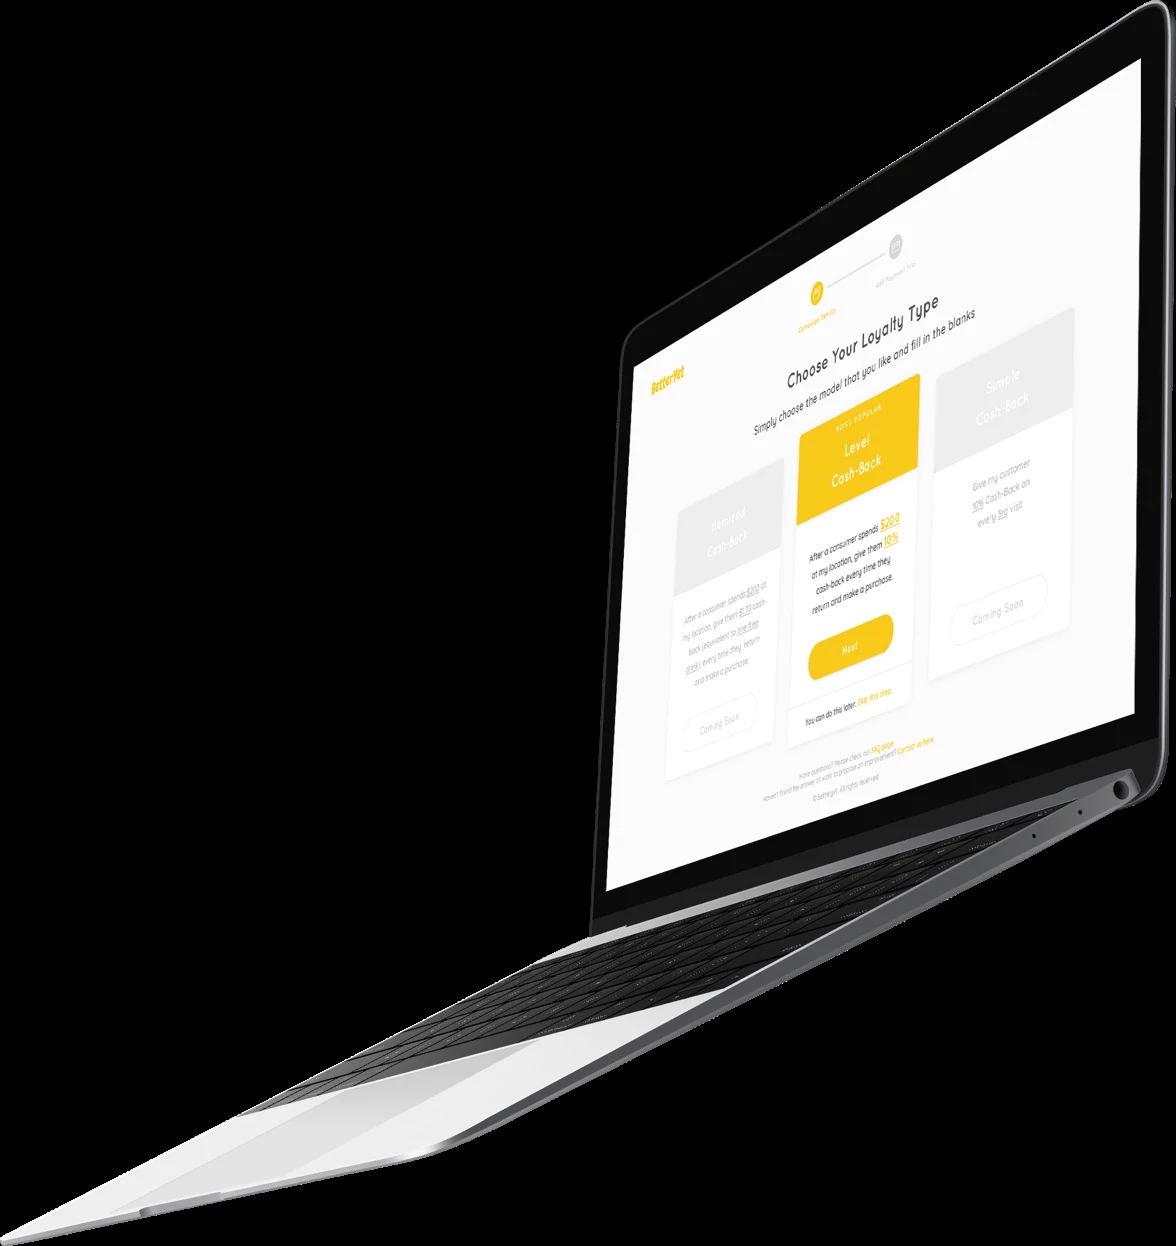 Add Payment Info
Campaign Set Up
BetterYet
Choose Your Loyalty Type
Simply choose the model that you like and fill in the blanks
Itemized
Cash-Back
After a consumer spends $200 at
my location, give them $1.70 cash-
back (equivalent to one free
drink), every time they return
and make a purchase.
Coming Soon
MOST POPULAR
Level
Cash-Back
After a consumer spends $200
at my location, give them 10%
cash-back every time they
return and make a purchase.
Next
You can do this later. Skip this step.
Simple
Cash-Back
Give my customer
10% Cash-Back on
every 3rd visit
Coming Soon
Have questions? Please check our FAQ page.
Haven't found the answer or want to propose an improvement? Contact us here.
© Betteryet. All rights reserved.